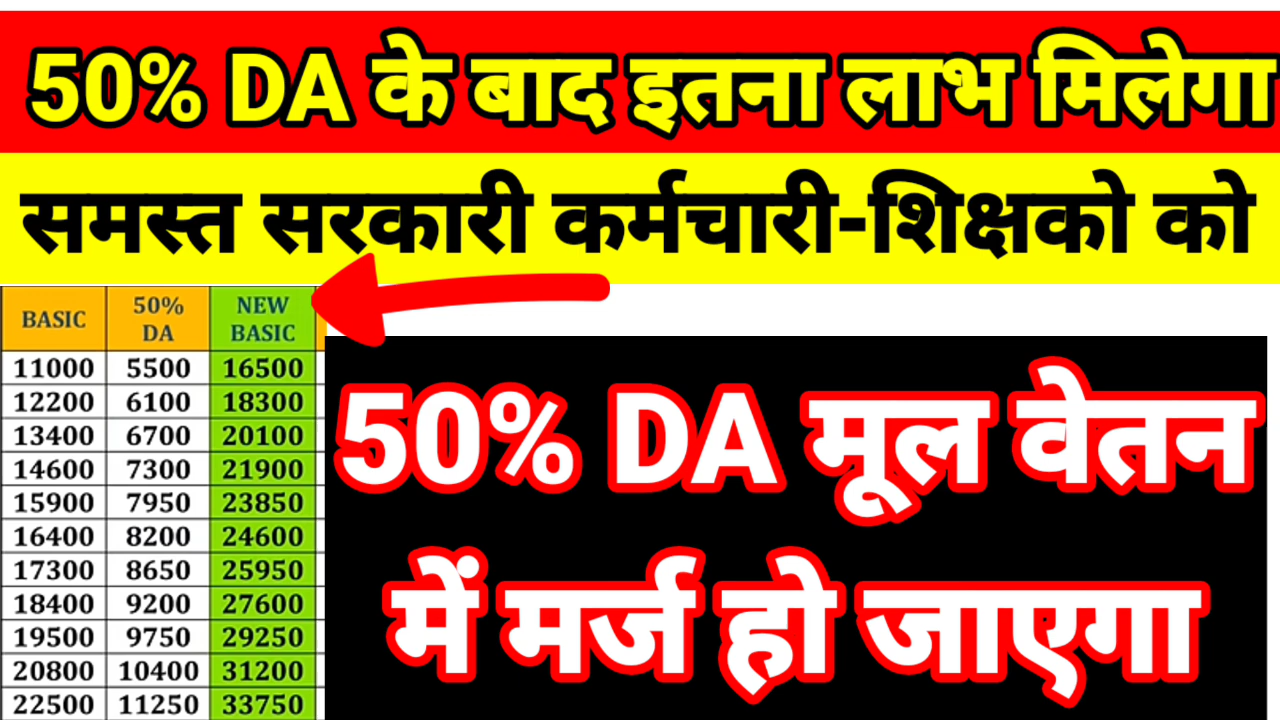 50% DA के बाद इतना लाभ मिलेगा
समस्त सरकारी कर्मचारी-शिक्षको को
BASIC 50% DA NEW BASIC
11000 5500 16500
12200 6100 18300
13400 6700 20100
14600 7300 21900
15900 7950 23850
16400 8200 24600
17300 8650 25950
18400 9200 27600
19500 9750 29250
20800 10400 31200
22500 11250 33750
50% DA मूल वेतन
में मर्ज हो जाएगा